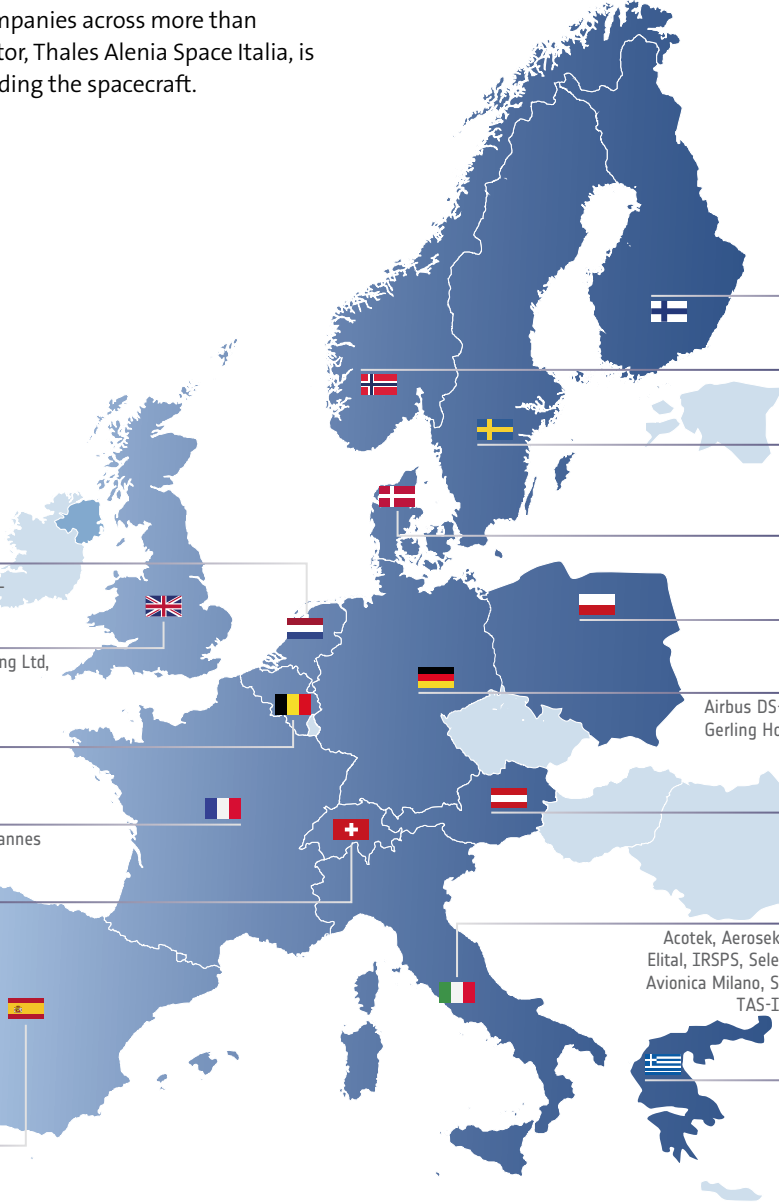 mpanies across more than
tor, Thales Alenia Space Italia, is
ding the spacecraft.
ng Ltd,
Airbus DS-
Gerling Ho
annes
Acotek, Aerosek
Elital, IRSPS, Sele
Avionica Milano, S
TAS-I